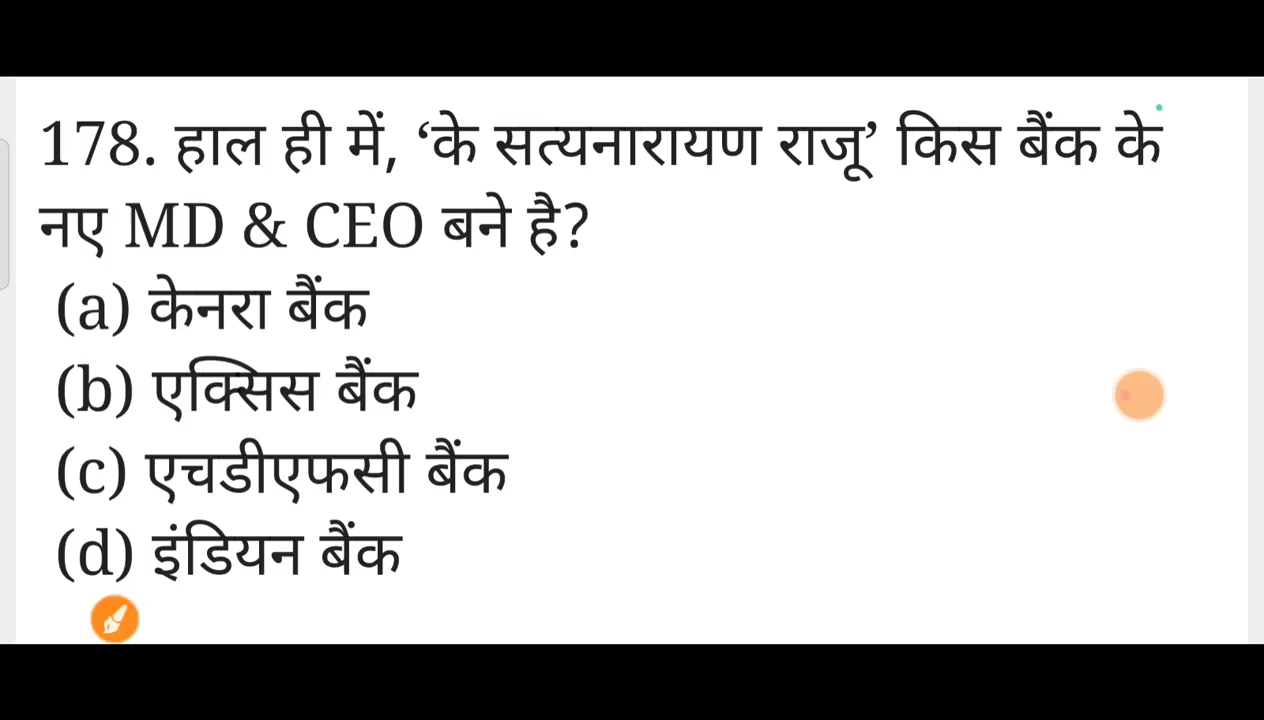 178. हाल ही में, ‘के सत्यनारायण राजू’ किस बैंक के
नए MD & CEO बने है?
(a) केनरा बैंक
(b) एक्सिस बैंक
(c) एचडीएफसी बैंक
(d) इंडियन बैंक